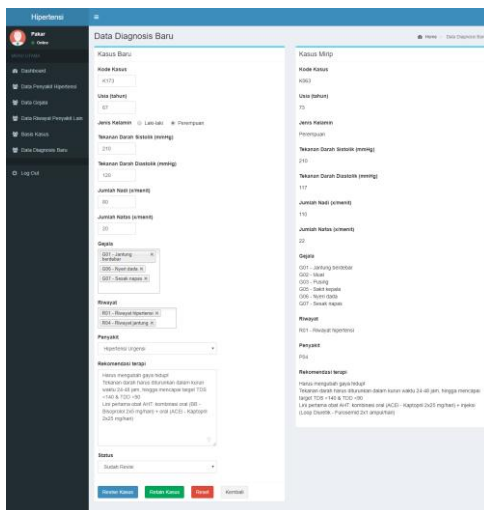 Hipertensi
Pakar
Online
Dashboard
Data Penyakit Hipertensi
Data Gejala
Data Riwayat Penyakit Lain
Basis Kasus
Data Diagnosis Baru
Log Out
Data Diagnosis Baru
Home
Data Diagnosis Baru
Kasus Baru
Kode Kasus
K173
Usia (tahun)
67
Jenis Kelamin
Laki-laki
Perempuan
Tekanan Darah Sistolik (mmHg)
210
Tekanan Darah Diastolik (mmHg)
120
Jumlah Nadi (x/menit)
80
Jumlah Nafas (x/menit)
20
Gejala
G01 - Jantung berdebar
G06 - Nyeri dada
G07 - Sesak napas
Riwayat
R01 - Riwayat hipertensi
R04 - Riwayat jantung
Penyakit
Hipertensi Urgensi
Rekomendasi terapi
Harus mengubah gaya hidup!
Tekanan darah harus diturunkan dalam kurun
waktu 24-48 jam, hingga mencapai target TDS
<140 & TDD <90
Lini pertama obat AHT: kombinasi oral (BB -
Bisoprolol 2x5 mg/hari) + oral (ACEI - Kaptopril
2x25 mg/hari)
Status
Sudah Revise
Review Kasus
Retain Kasus
Reset
Kembali
Kasus Mirip
Kode Kasus
K063
Usia (tahun)
73
Jenis Kelamin
Perempuan
Tekanan Darah Sistolik (mmHg)
210
Tekanan Darah Diastolik (mmHg)
117
Jumlah Nadi (x/menit)
110
Jumlah Nafas (x/menit)
22
Gejala
G01 - Jantung berdebar
G02 - Mual
G03 - Pusing
G05 - Sakit kepala
G06 - Nyeri dada
G07 - Sesak napas
Riwayat
R01 - Riwayat hipertensi
Penyakit
P04
Rekomendasi terapi
Harus mengubah gaya hidup!
Tekanan darah harus diturunkan dalam kurun waktu 24-48 jam, hingga mencapai
target TDS <140 & TDD <90
Lini pertama obat AHT: kombinasi oral (ACEI - Kaptopril 2x25 mg/hari) + injeksi
(Loop Diuretik - Furosemid 2x1 ampul/hari)